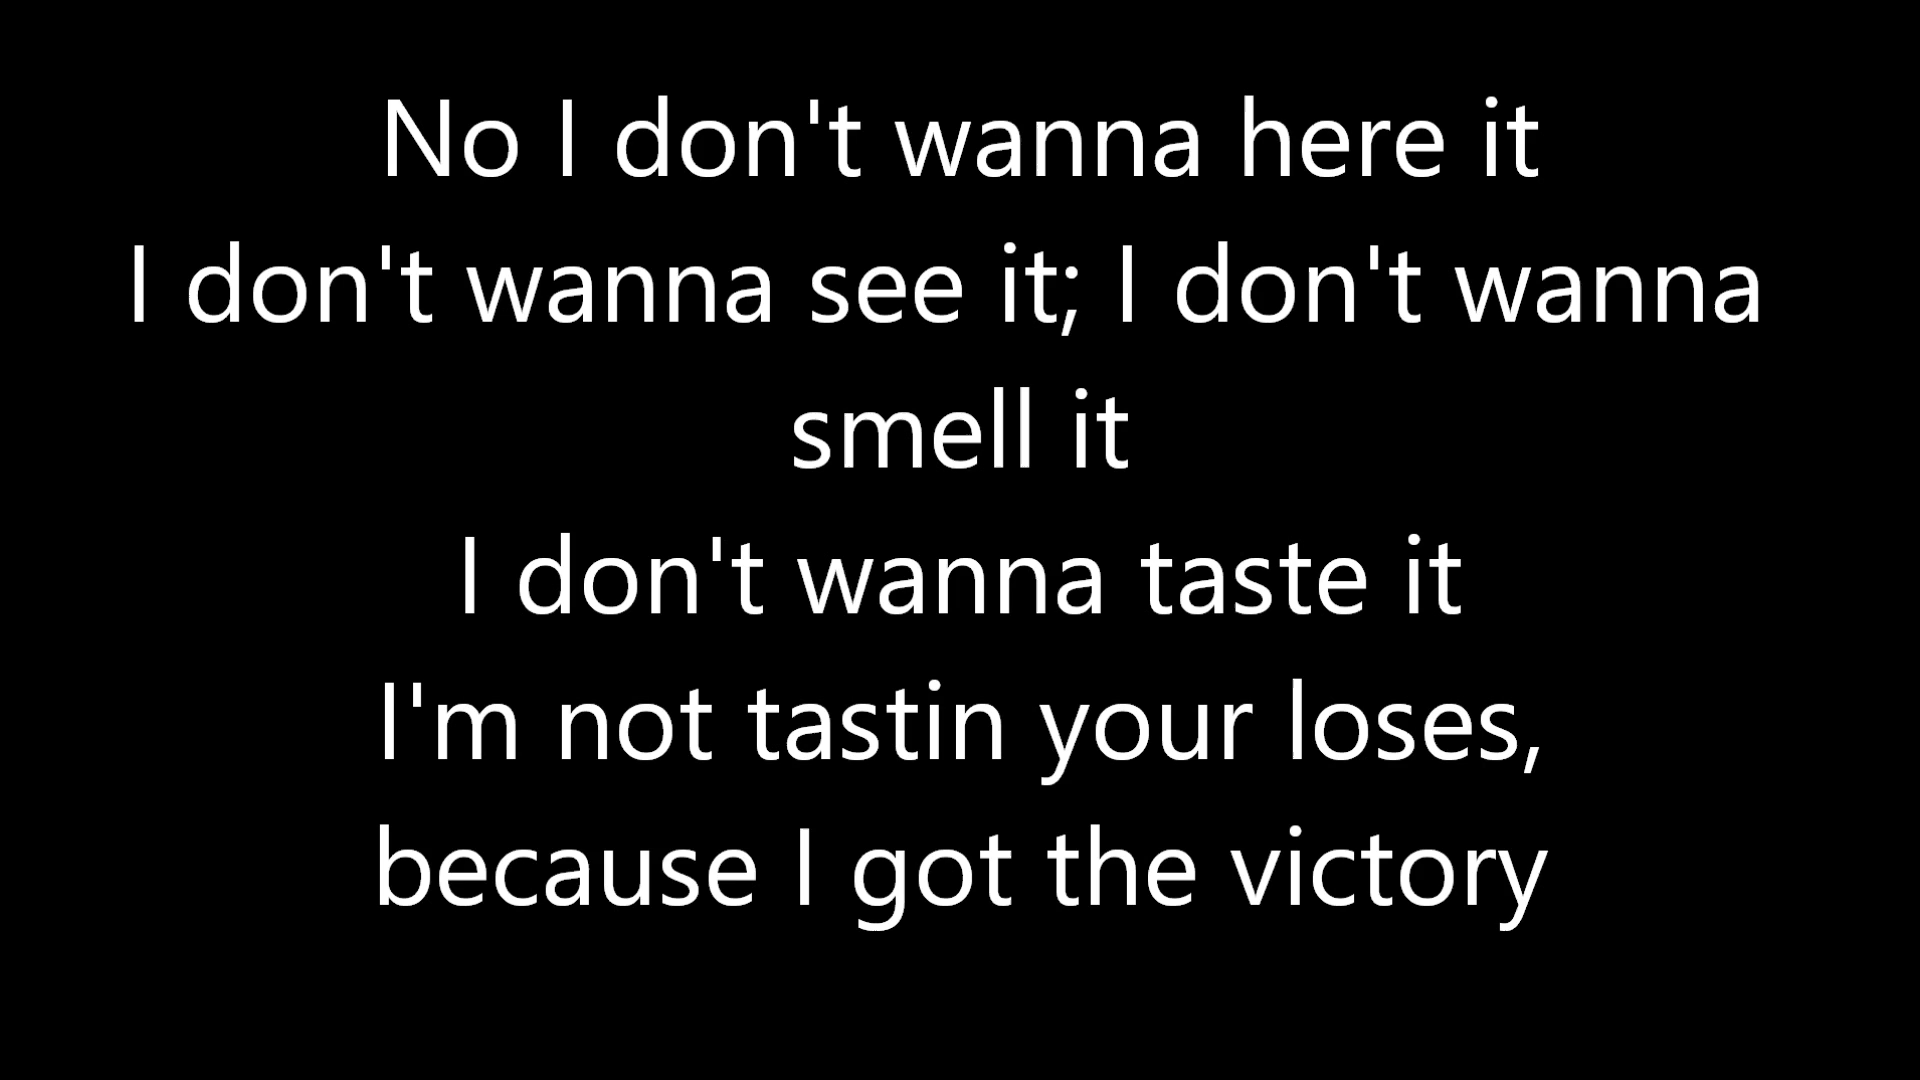 No I don't wanna here it
I don't wanna see it; I don't wanna
smell it
I don't wanna taste it
I'm not tastin your loses,
because I got the victory